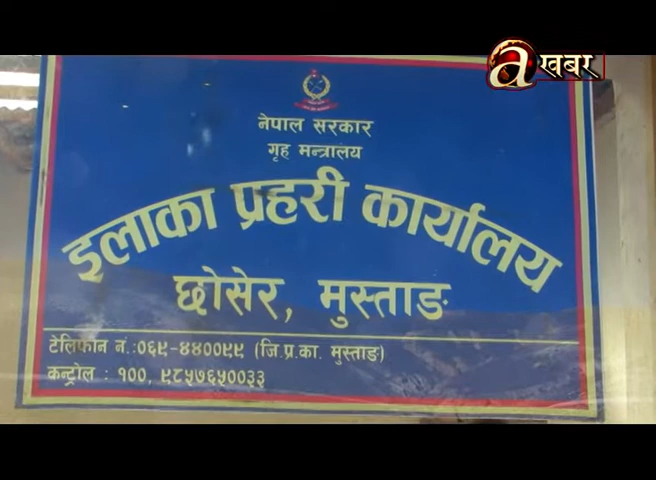 a खबर
नेपाल सरकार
गृह मन्त्रालय
इलाका प्रहरी कार्यालय
छोसेर, मुस्ताङ
टेलिफोन नं.:०६९-४४००९९ (जि.प्र.का. मुस्ताङ)
कन्ट्रोल : १००, ९८५७६५००३३